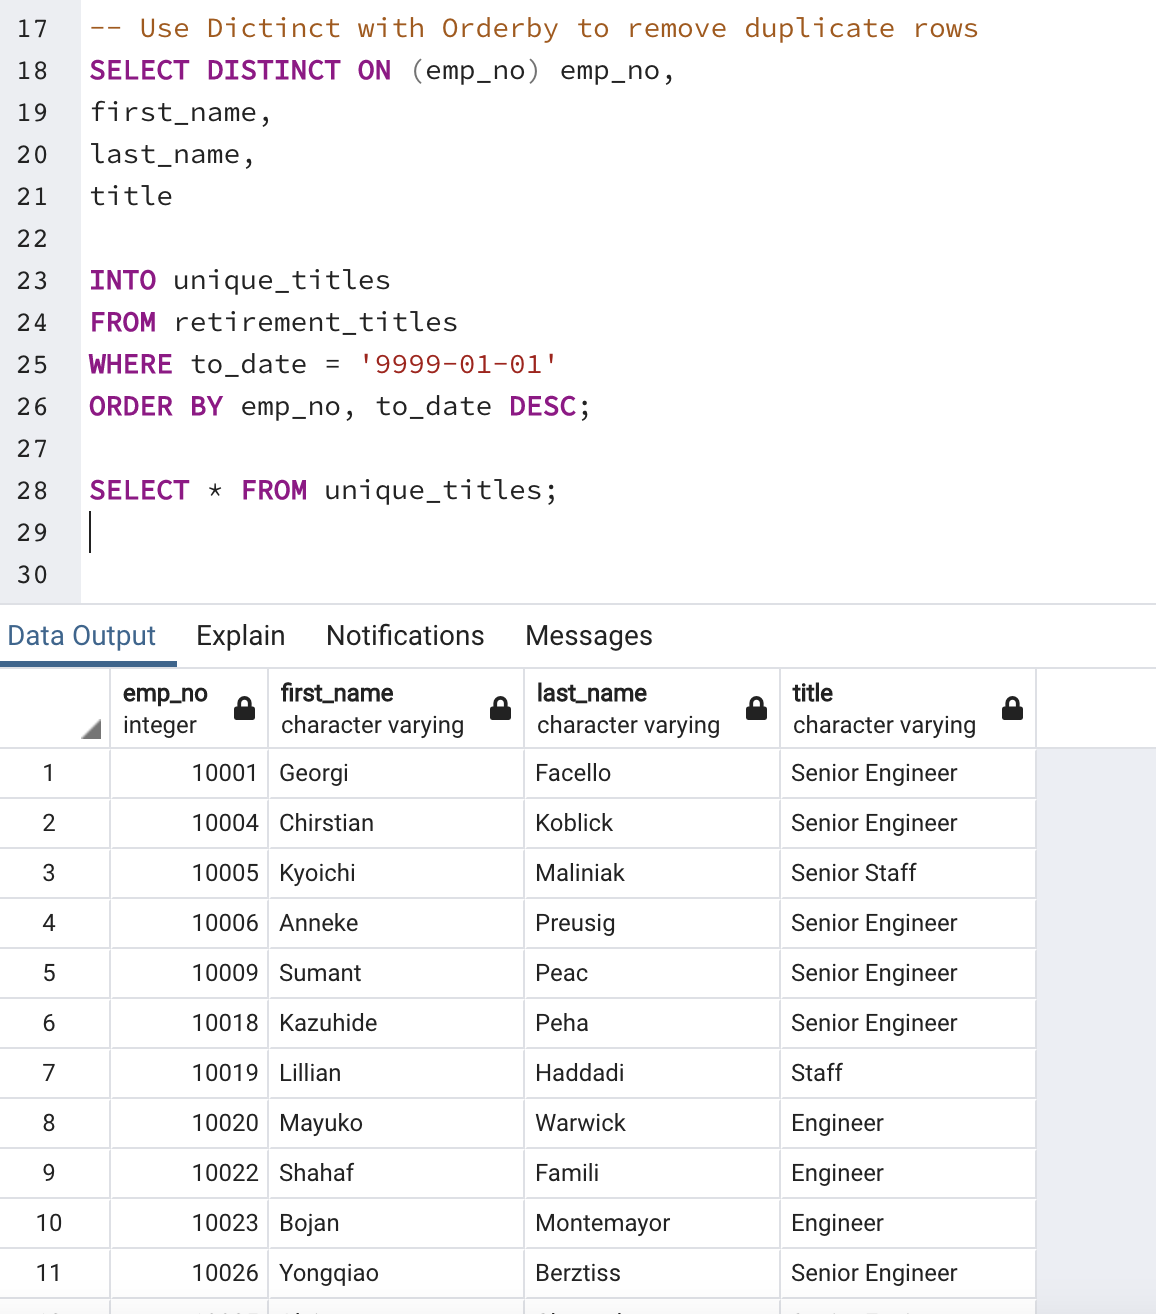 17 -- Use Dictinct with Orderby to remove duplicate rows
18 SELECT DISTINCT ON (emp_no) emp_no,
19 first_name,
20 last_name,
21 title
22
23 INTO unique_titles
24 FROM retirement_titles
25 WHERE to_date = '9999-01-01'
26 ORDER BY emp_no, to_date DESC;
27
28 SELECT * FROM unique_titles;
29
30
Data Output Explain Notifications Messages
emp_no first_name last_name title
integer character varying character varying character varying
1 10001 Georgi Facello Senior Engineer
2 10004 Chirstian Koblick Senior Engineer
3 10005 Kyoichi Maliniak Senior Staff
4 10006 Anneke Preusig Senior Engineer
5 10009 Sumant Peac Senior Engineer
6 10018 Kazuhide Peha Senior Engineer
7 10019 Lillian Haddadi Staff
8 10020 Mayuko Warwick Engineer
9 10022 Shahaf Famili Engineer
10 10023 Bojan Montemayor Engineer
11 10026 Yongqiao Berztiss Senior Engineer